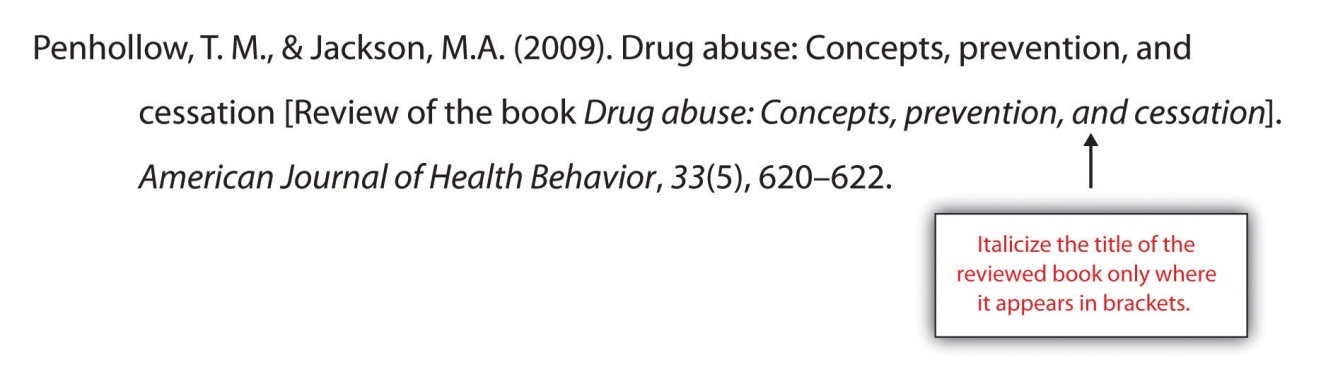 Penhollow, T. M., & Jackson, M.A. (2009). Drug abuse: Concepts, prevention, and
cessation [Review of the book Drug abuse: Concepts, prevention, and cessation].
American Journal of Health Behavior, 33(5), 620–622.
Italicize the title of the
reviewed book only where
it appears in brackets.